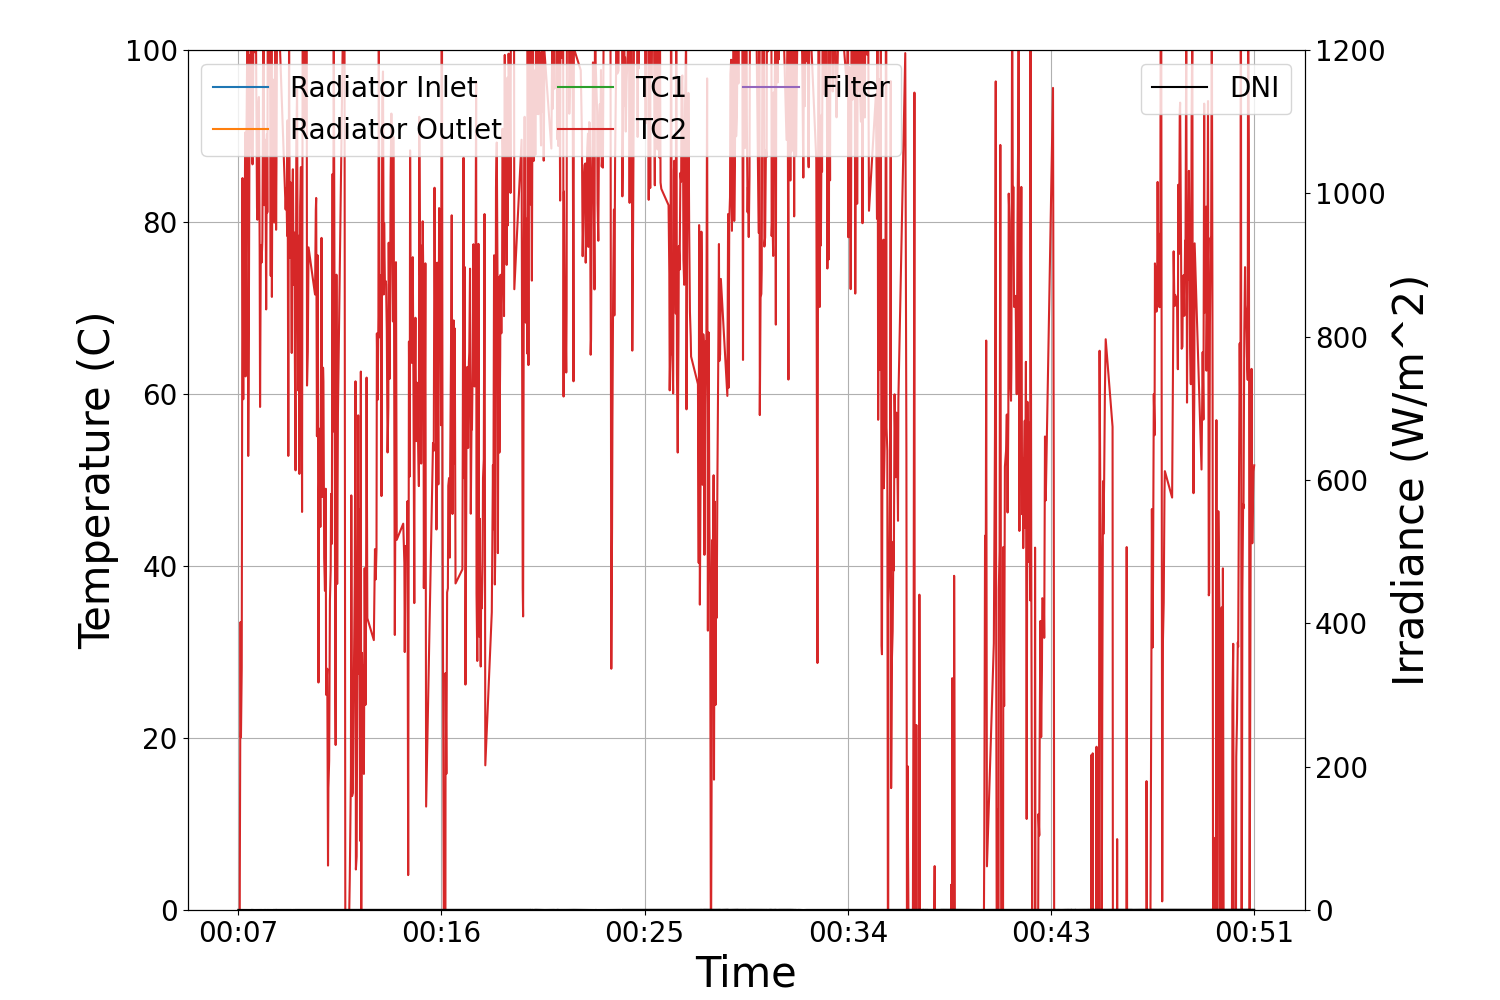 Temperature (C)
100
80
60
40
20
0
Radiator Inlet
Radiator Outlet
TC1
TC2
Filter
DNI
1200
1000
800
600
400
200
0
Irradiance (W/m^2)
00:07 00:16 00:25 00:34 00:43 00:51
Time